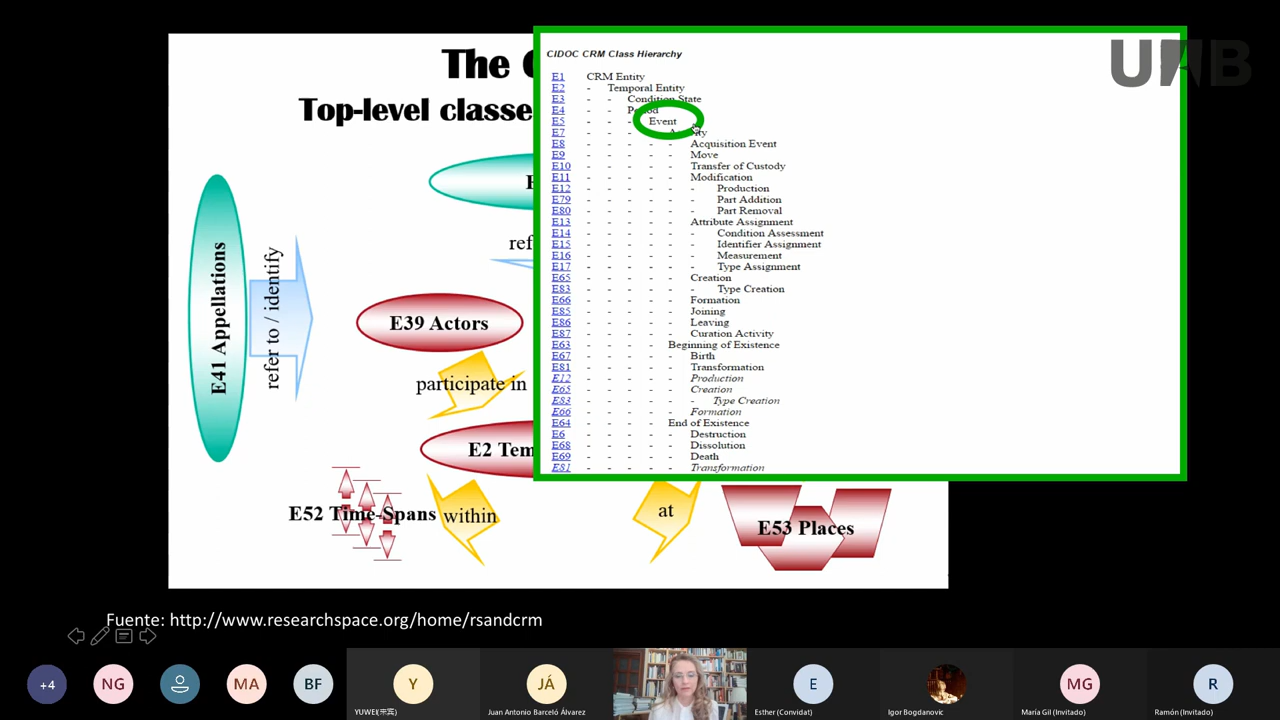 The
Top-level classe
E41 Appellations
refer to / identify
ref
E39 Actors
participate in
E2 Tem
E52 Time-Spans
within
at
E53 Places
CIDOC CRM Class Hierarchy
E1 CRM Entity
E2 - Temporal Entity
E3 - - Condition State
E4 - - Period
E5 - - - Event
E7 - - - - Activity
E8 - - - - - Acquisition Event
E9 - - - - - Move
E10 - - - - - Transfer of Custody
E11 - - - - - Modification
E12 - - - - - - Production
E79 - - - - - - Part Addition
E80 - - - - - - Part Removal
E13 - - - - - Attribute Assignment
E14 - - - - - - Condition Assessment
E15 - - - - - - Identifier Assignment
E16 - - - - - - Measurement
E17 - - - - - - Type Assignment
E65 - - - - - Creation
E83 - - - - - - Type Creation
E66 - - - - - Formation
E85 - - - - - Joining
E86 - - - - - Leaving
E87 - - - - - Curation Activity
E63 - - - - Beginning of Existence
E67 - - - - - Birth
E81 - - - - - Transformation
E12 - - - - - Production
E65 - - - - - Creation
E83 - - - - - - Type Creation
E66 - - - - - Formation
E64 - - - - End of Existence
E6 - - - - - Destruction
E68 - - - - - Dissolution
E69 - - - - - Death
E81 - - - - - Transformation
UAB
Fuente: http://www.researchspace.org/home/rsandcrm
+4
NG
MA
BF
Y
YUWEI
JÁ
Juan Antonio Barceló Álvarez
E
Esther (Convidat)
Igor Bogdanovic
MG
María Gil (Invitado)
R
Ramón (Invitado)